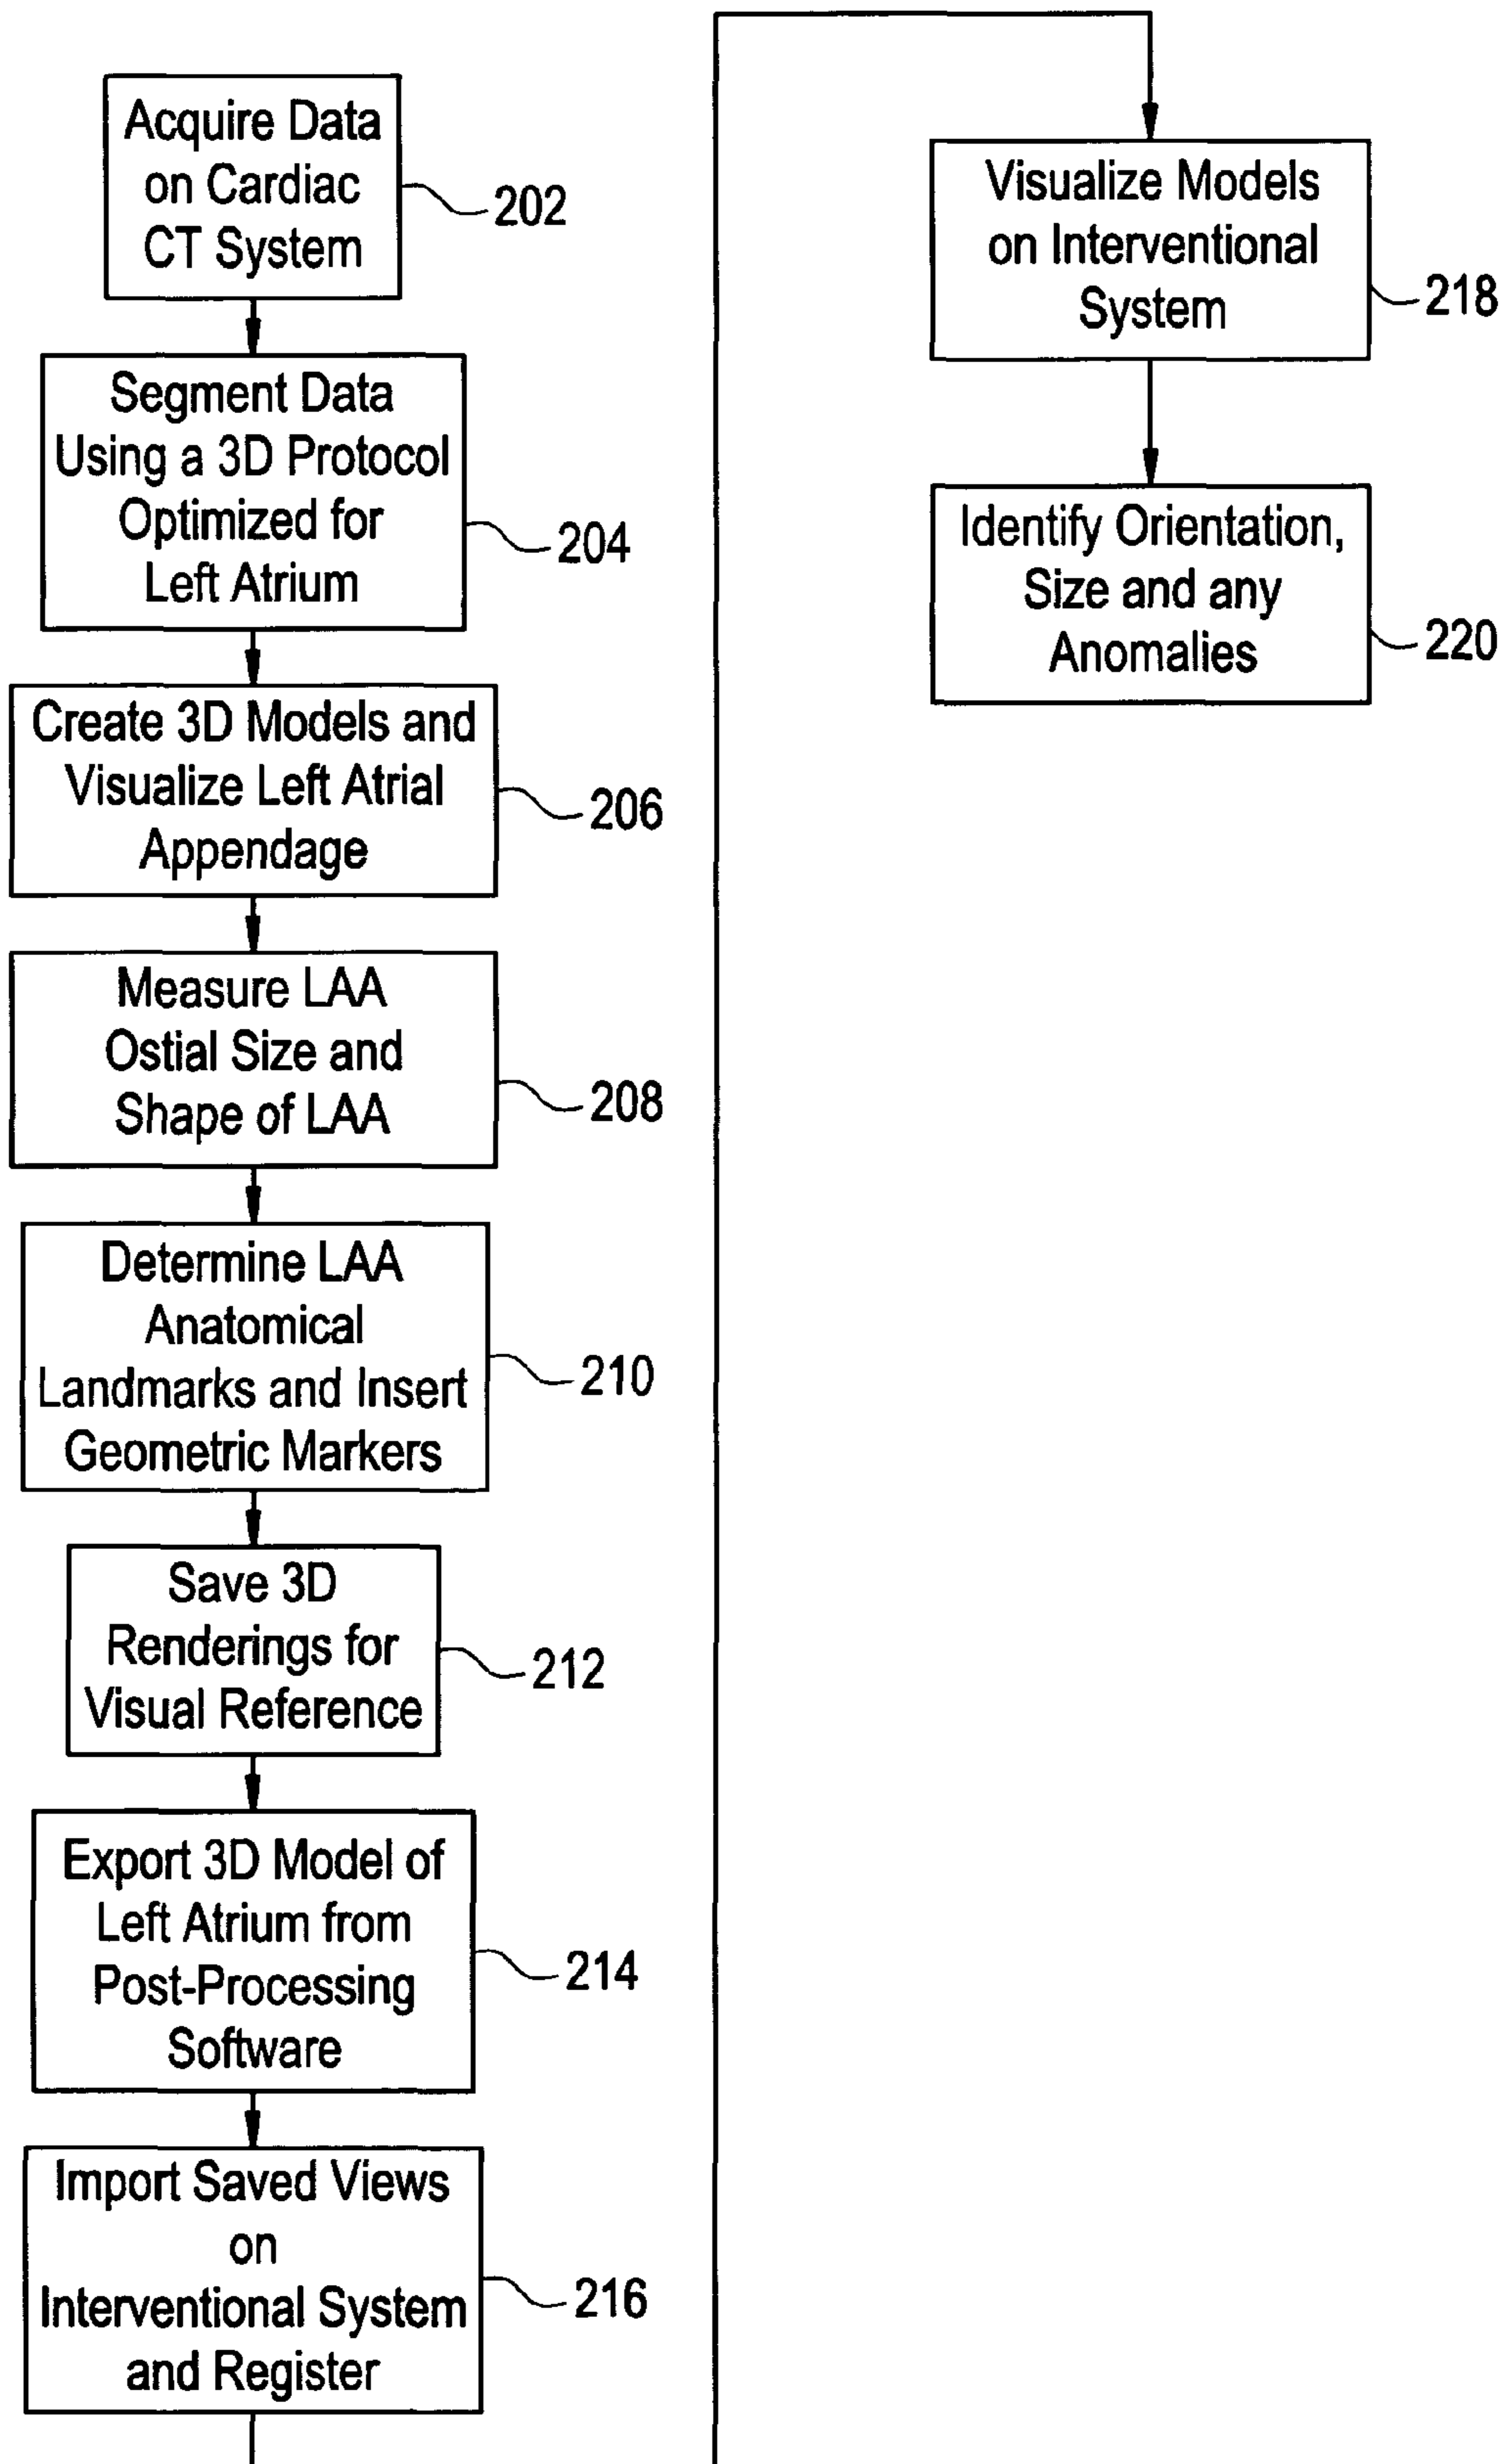 Acquire Data
on Cardiac
CT System
202
Segment Data
Using a 3D Protocol
Optimized for
Left Atrium
204
Create 3D Models and
Visualize Left Atrial
Appendage
206
Measure LAA
Ostial Size and
Shape of LAA
208
Determine LAA
Anatomical
Landmarks and Insert
Geometric Markers
210
Save 3D
Renderings for
Visual Reference
212
Export 3D Model of
Left Atrium from
Post-Processing
Software
214
Import Saved Views
on
Interventional System
and Register
216
Visualize Models
on Interventional
System
218
Identify Orientation,
Size and any
Anomalies
220